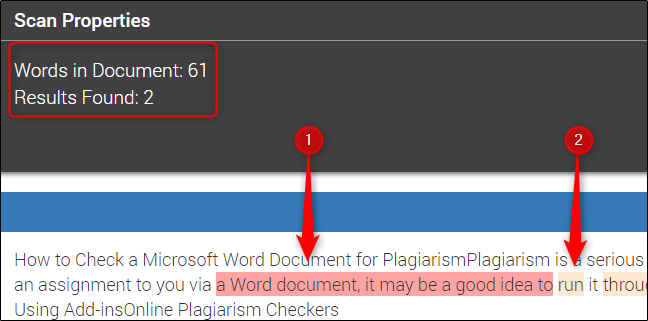 Scan Properties
Words in Document: 61
Results Found: 2
1 2
How to Check a Microsoft Word Document for PlagiarismPlagiarism is a serious
an assignment to you via a Word document, it may be a good idea to run it throu
Using Add-insOnline Plagiarism Checkers